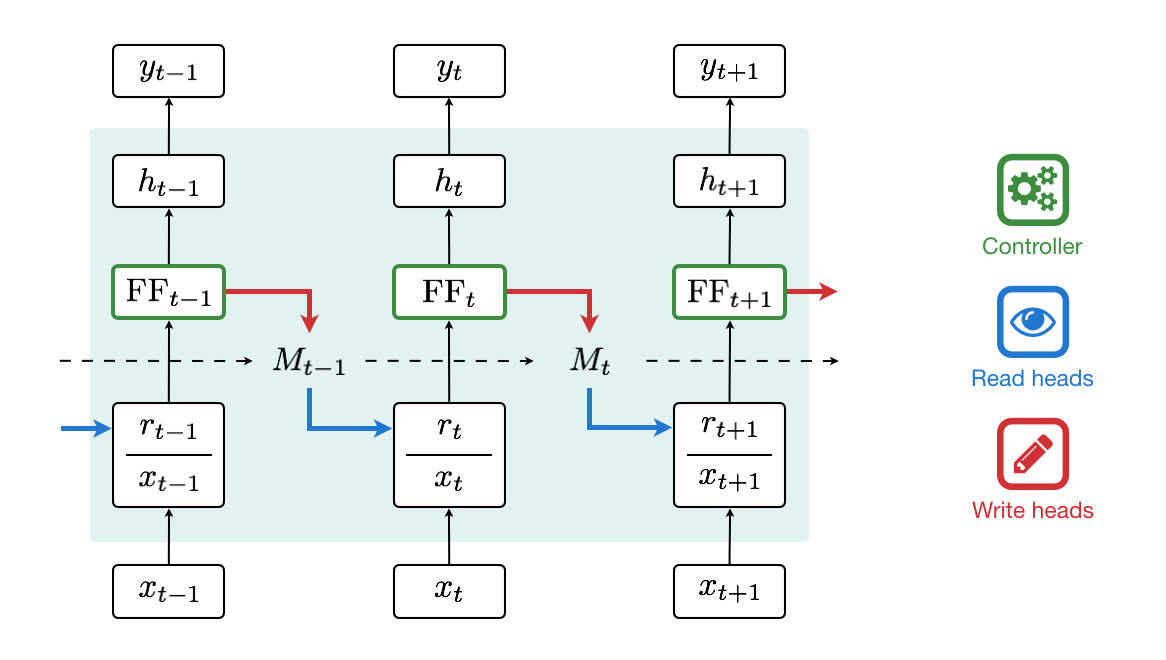 y_{t-1} y_t y_{t+1}
h_{t-1} h_t h_{t+1}
Controller
FF_{t-1} FF_t FF_{t+1}
M_{t-1} M_t
Read heads
r_{t-1} r_t r_{t+1}
x_{t-1} x_t x_{t+1}
Write heads
x_{t-1} x_t x_{t+1}